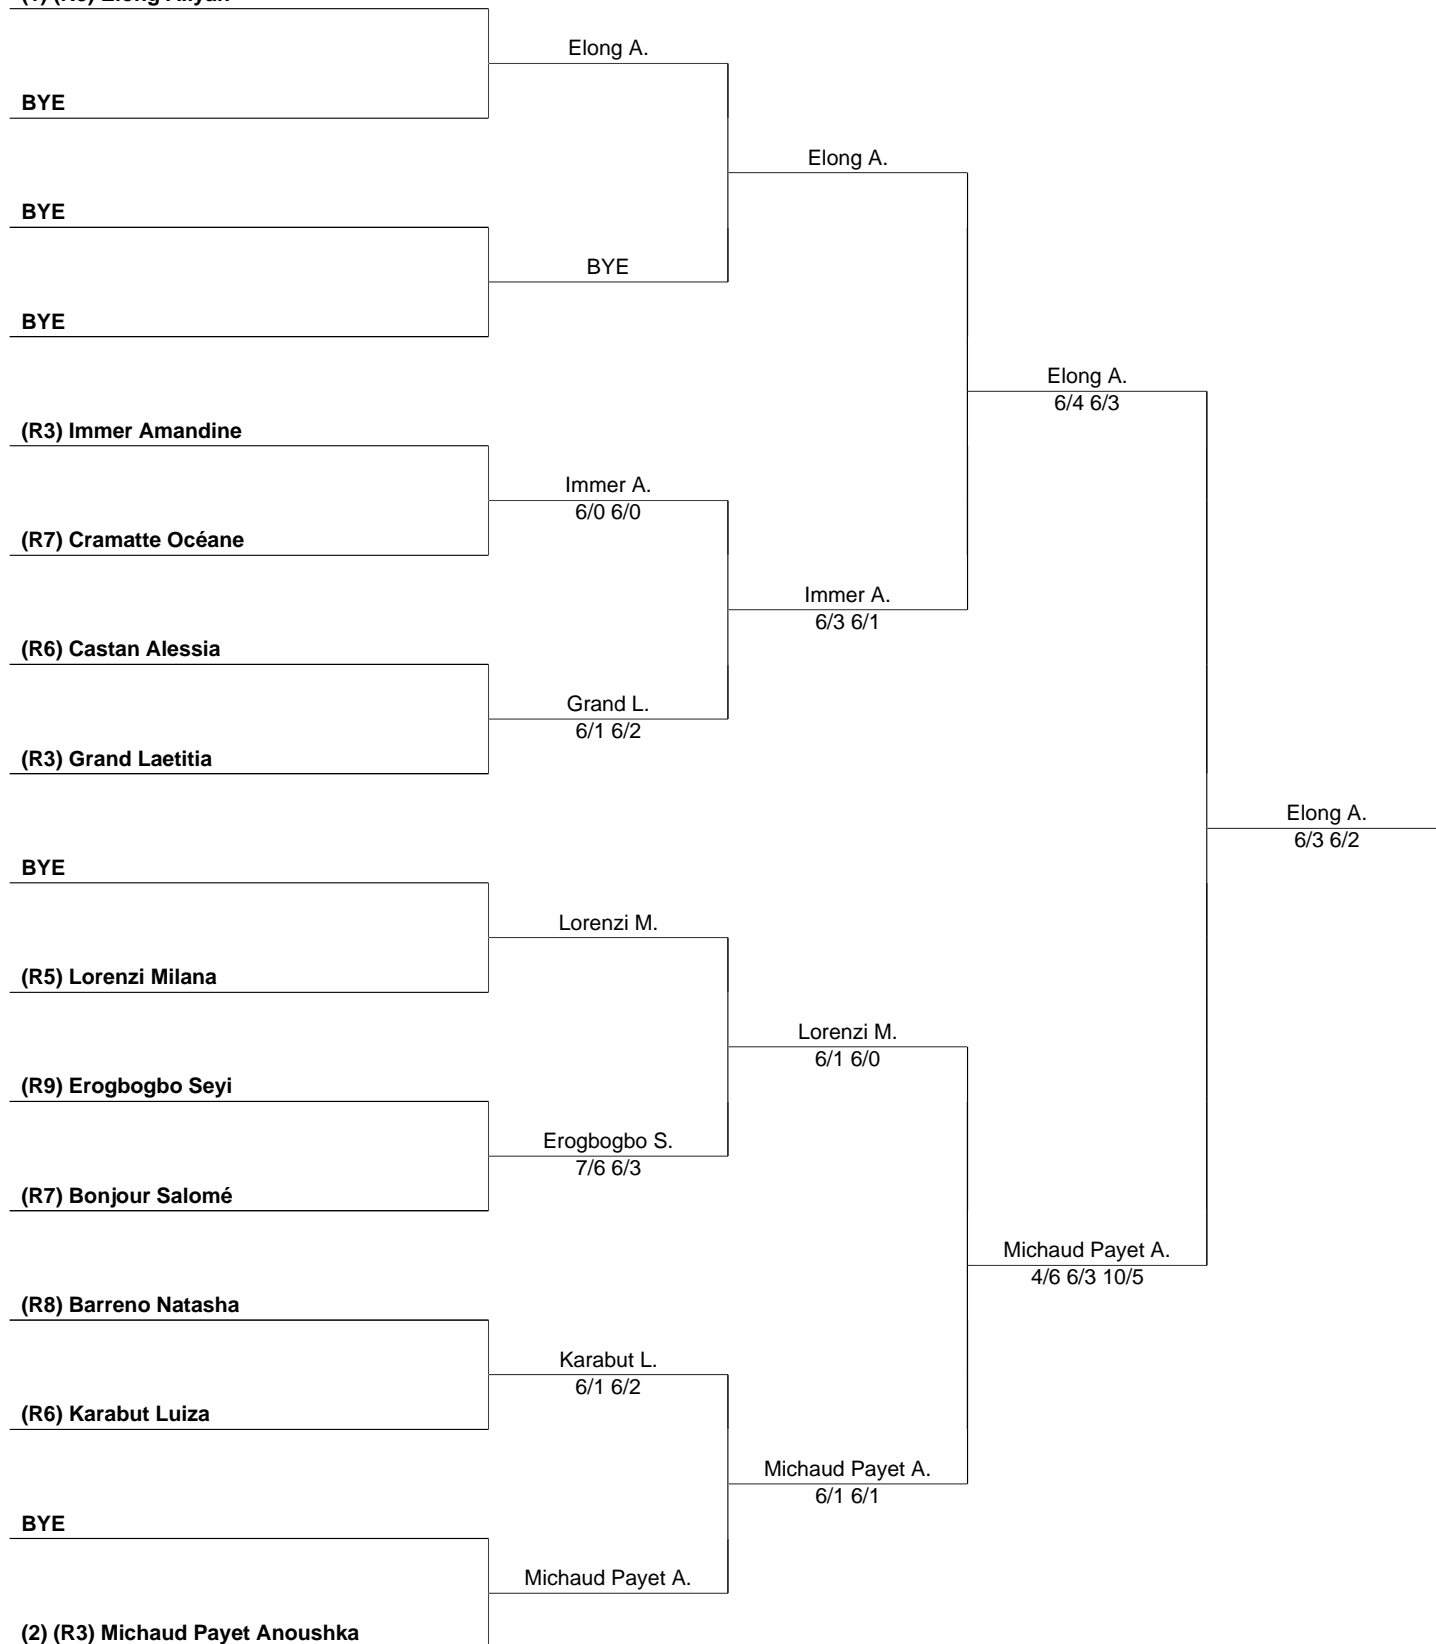 BYE
BYE
BYE
(R3) Immer Amandine
(R7) Cramatte Océane
(R6) Castan Alessia
(R3) Grand Laetitia
BYE
(R5) Lorenzi Milana
(R9) Erogbogbo Seyi
(R7) Bonjour Salomé
(R8) Barreno Natasha
(R6) Karabut Luiza
BYE
(2) (R3) Michaud Payet Anoushka
Elong A.
BYE
Immer A.
6/0 6/0
Grand L.
6/1 6/2
Lorenzi M.
Erogbogbo S.
7/6 6/3
Karabut L.
6/1 6/2
Michaud Payet A.
Elong A.
Immer A.
6/3 6/1
Lorenzi M.
6/1 6/0
Michaud Payet A.
6/1 6/1
Elong A.
6/4 6/3
Michaud Payet A.
4/6 6/3 10/5
Elong A.
6/3 6/2